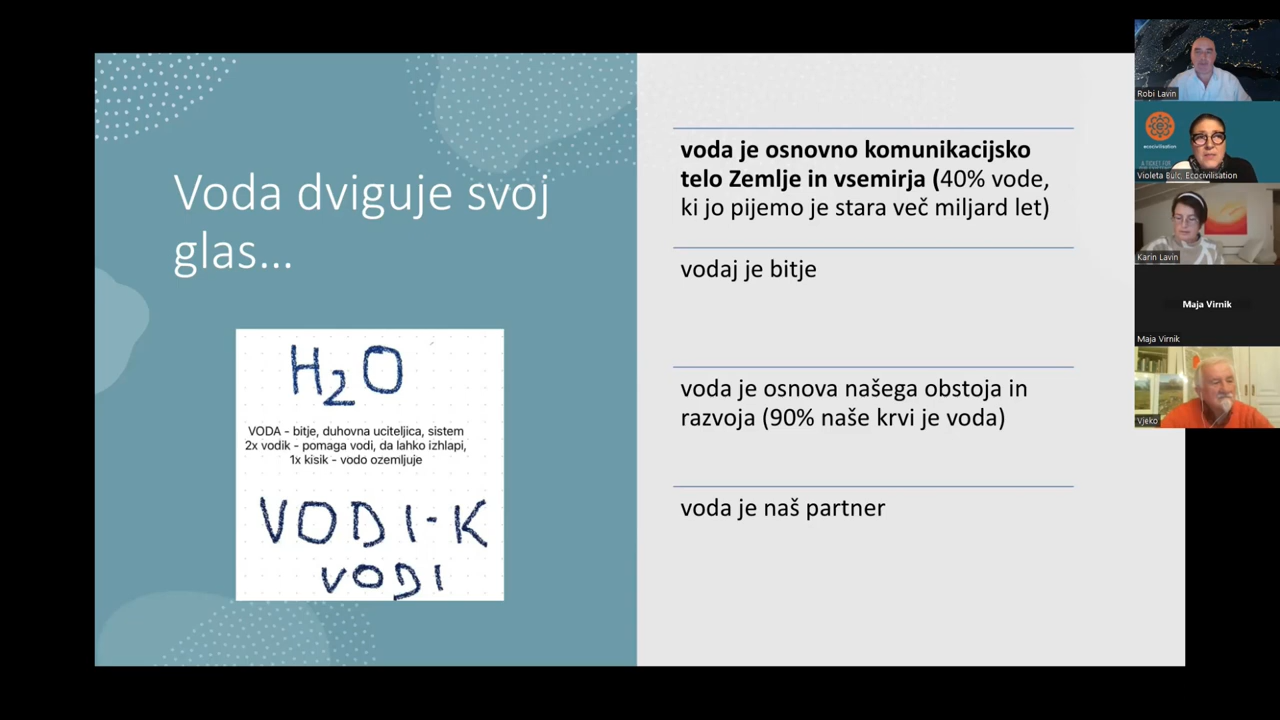 Voda dviguje svoj
glas...
H2O
VODA - bitje, duhovna uciteljica, sistem
2x vodik - pomaga vodi, da lahko izhlapi,
1x kisik - vodo ozemljuje
VODI-K
VODI
voda je osnovno komunikacijsko
telo Zemlje in vsemirja (40% vode,
ki jo pijemo je stara več miljard let)
vodaj je bitje
voda je osnova našega obstoja in
razvoja (90% naše krvi je voda)
voda je naš partner
Robi Lavin
ecocivilisation
A TICKET FOR
Violeta Bulc, Ecocivilisation
Karin Lavin
Maja Virnik
Maja Virnik
Vjeko